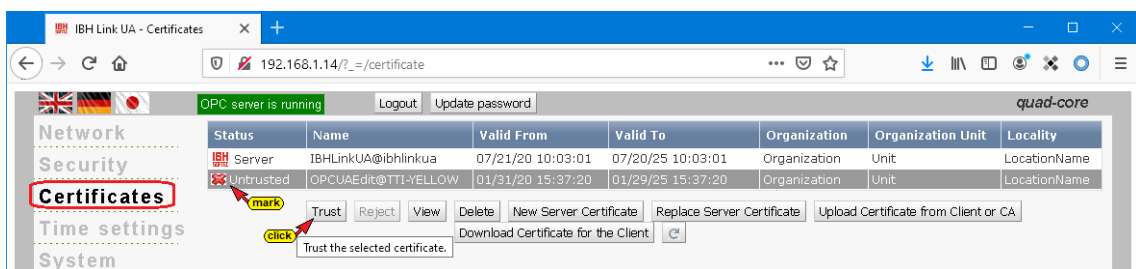 IBH Link UA - Certificates
192.168.1.14/?_=/certificate
OPC server is running Logout Update password quad-core
Network
Security
Certificates
Time settings
System
Status Name Valid From Valid To Organization Organization Unit Locality
IBH Server IBHLinkUA@ibhlinkua 07/21/20 10:03:01 07/20/25 10:03:01 Organization Unit LocationName
Untrusted OPCUAEdit@TTI-YELLOW 01/31/20 15:37:20 01/29/25 15:37:20 Organization Unit LocationName
mark
Trust Reject View Delete New Server Certificate Replace Server Certificate Upload Certificate from Client or CA
click
Download Certificate for the Client
Trust the selected certificate.